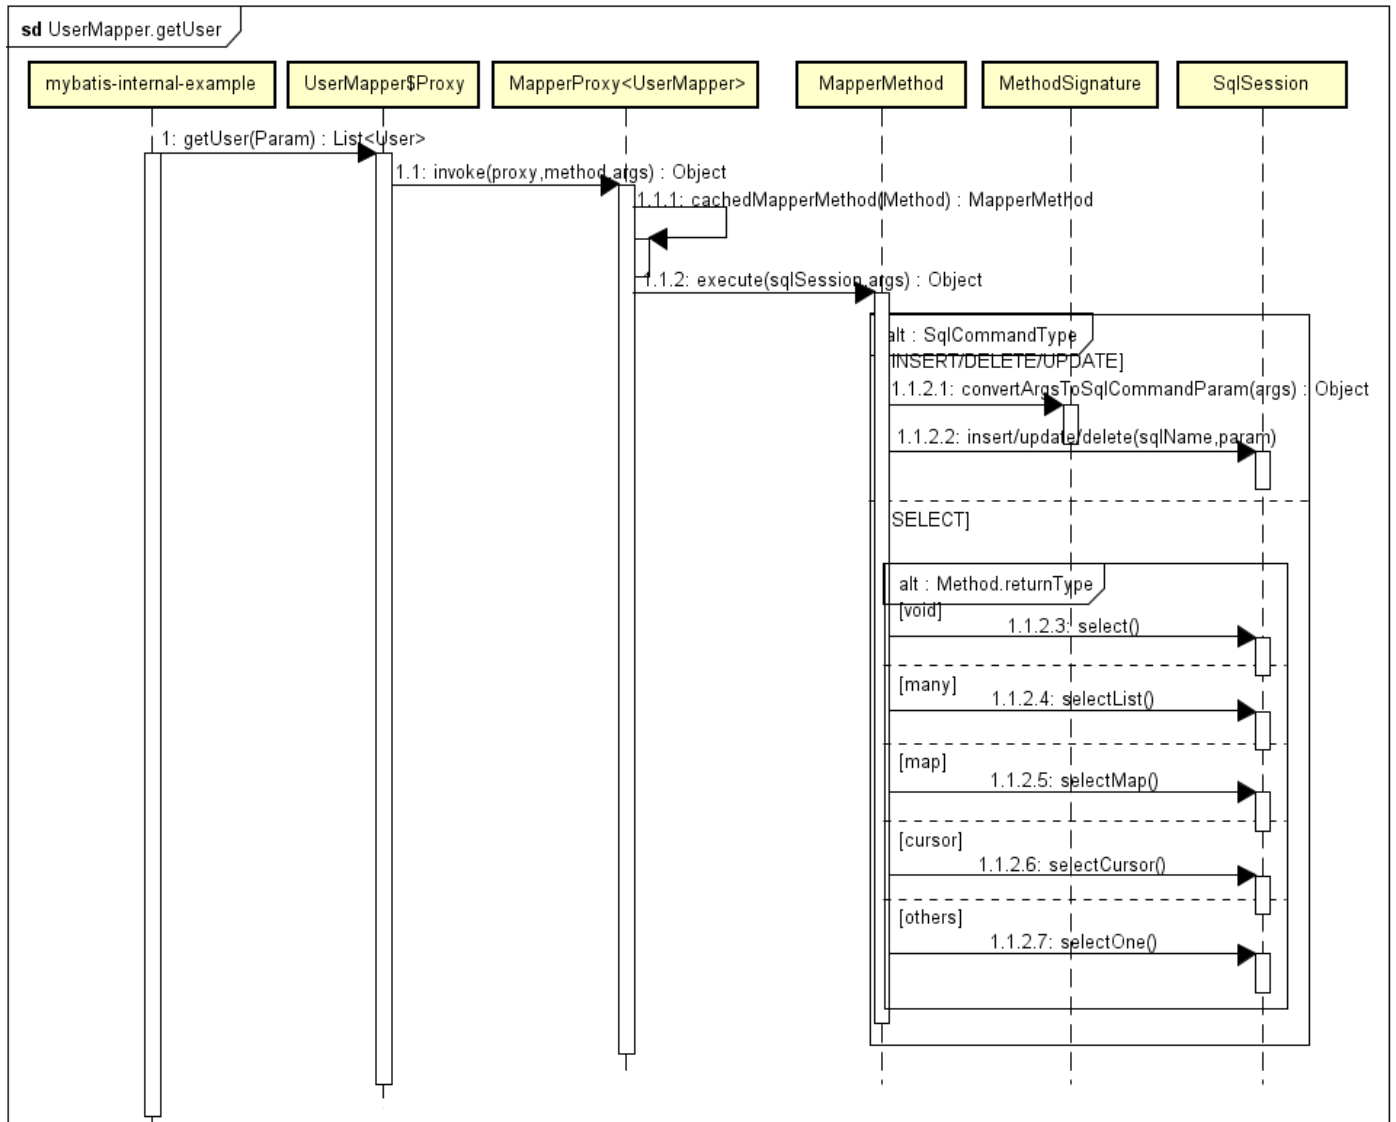 sd UserMapper.getUser
mybatis-internal-example
UserMapper$Proxy
MapperProxy<UserMapper>
MapperMethod
MethodSignature
SqlSession
1: getUser(Param) : List<User>
1.1: invoke(proxy,method,args) : Object
1.1.1: cachedMapperMethod(Method) : MapperMethod
1.1.2: execute(sqlSession,args) : Object
alt : SqlCommandType
INSERT/DELETE/UPDATE]
1.1.2.1: convertArgsToSqlCommandParam(args) : Object
1.1.2.2: insert/update/delete(sqlName,param)
SELECT]
alt : Method.returnType
[void]
1.1.2.3: select()
[many]
1.1.2.4: selectList()
[map]
1.1.2.5: selectMap()
[cursor]
1.1.2.6: selectCursor()
[others]
1.1.2.7: selectOne()